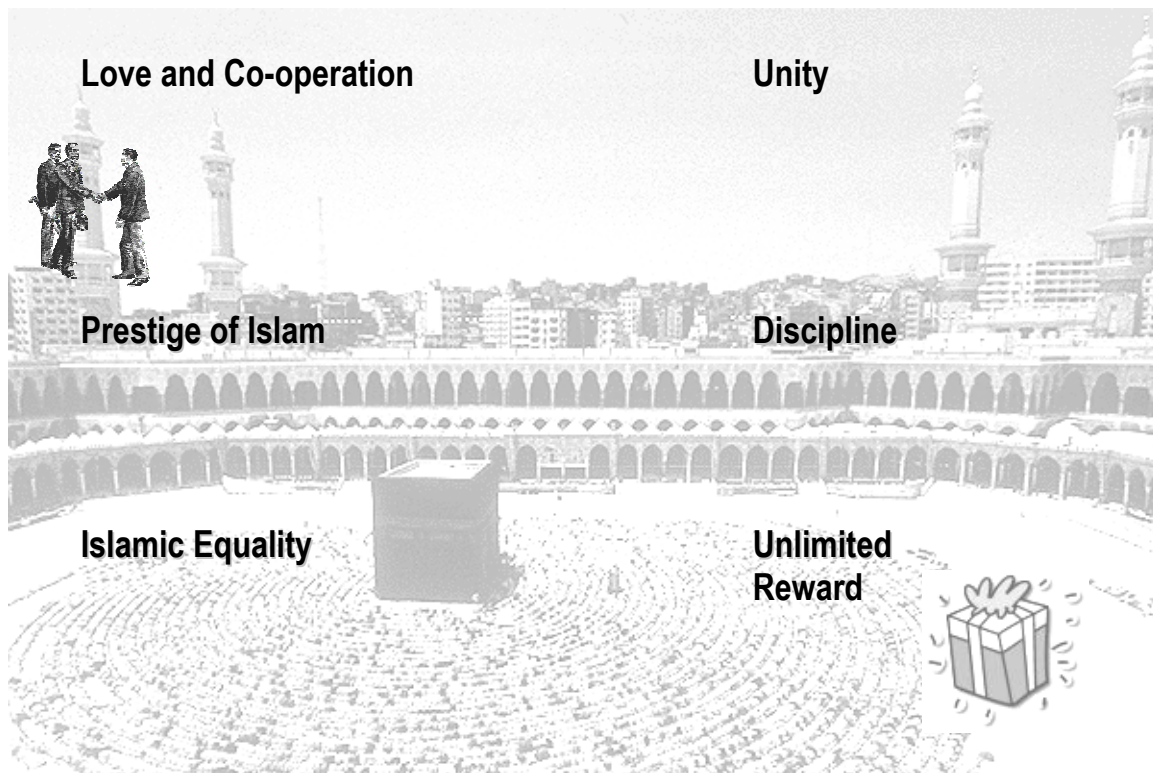 Love and Co-operation
Unity
Prestige of Islam
Discipline
Islamic Equality
Unlimited
Reward